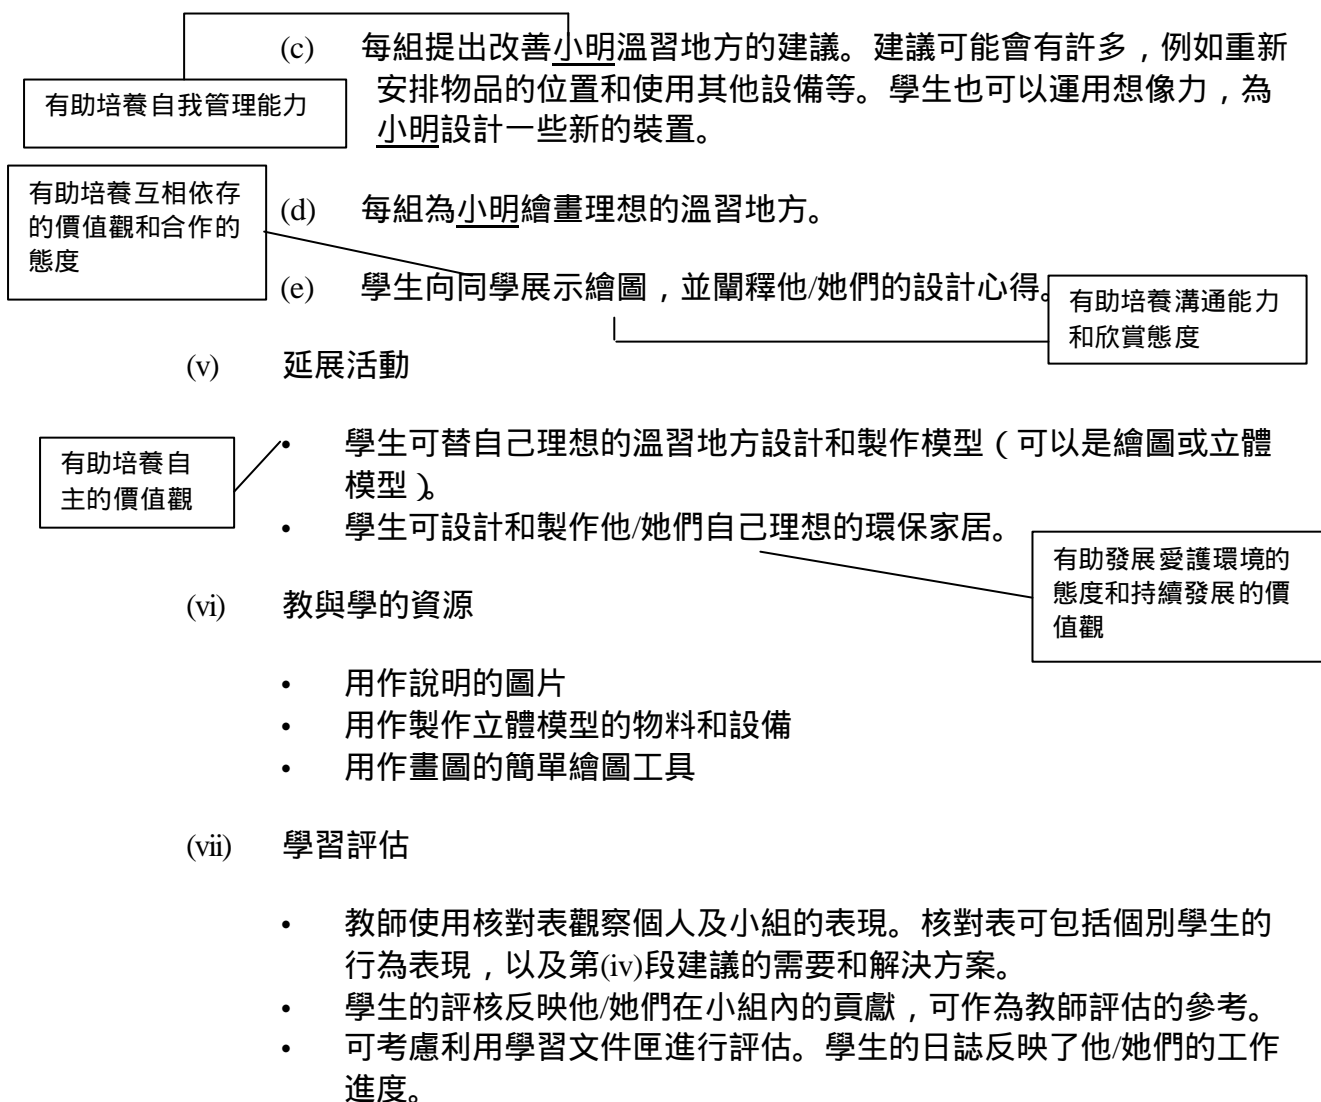 (c) 每組提出改善小明溫習地方的建議。建議可能會有許多，例如重新
有助培養自我管理能力
安排物品的位置和使用其他設備等。學生也可以運用想像力，為
小明設計一些新的裝置。
有助培養互相依存
的價值觀和合作的
態度
(d) 每組為小明繪畫理想的溫習地方。
(e) 學生向同學展示繪圖，並闡釋他/她們的設計心得。
有助培養溝通能力
和欣賞態度
(v) 延展活動
• 學生可替自己理想的溫習地方設計和製作模型（可以是繪圖或立體
模型）。
有助培養自
主的價值觀
• 學生可設計和製作他/她們自己理想的環保家居。
有助發展愛護環境的
態度和持續發展的價
值觀
(vi) 教與學的資源
• 用作說明的圖片
• 用作製作立體模型的物料和設備
• 用作畫圖的簡單繪圖工具
(vii) 學習評估
• 教師使用核對表觀察個人及小組的表現。核對表可包括個別學生的
行為表現，以及第(iv)段建議的需要和解決方案。
• 學生的評核反映他/她們在小組內的貢獻，可作為教師評估的參考。
• 可考慮利用學習文件匣進行評估。學生的日誌反映了他/她們的工作
進度。